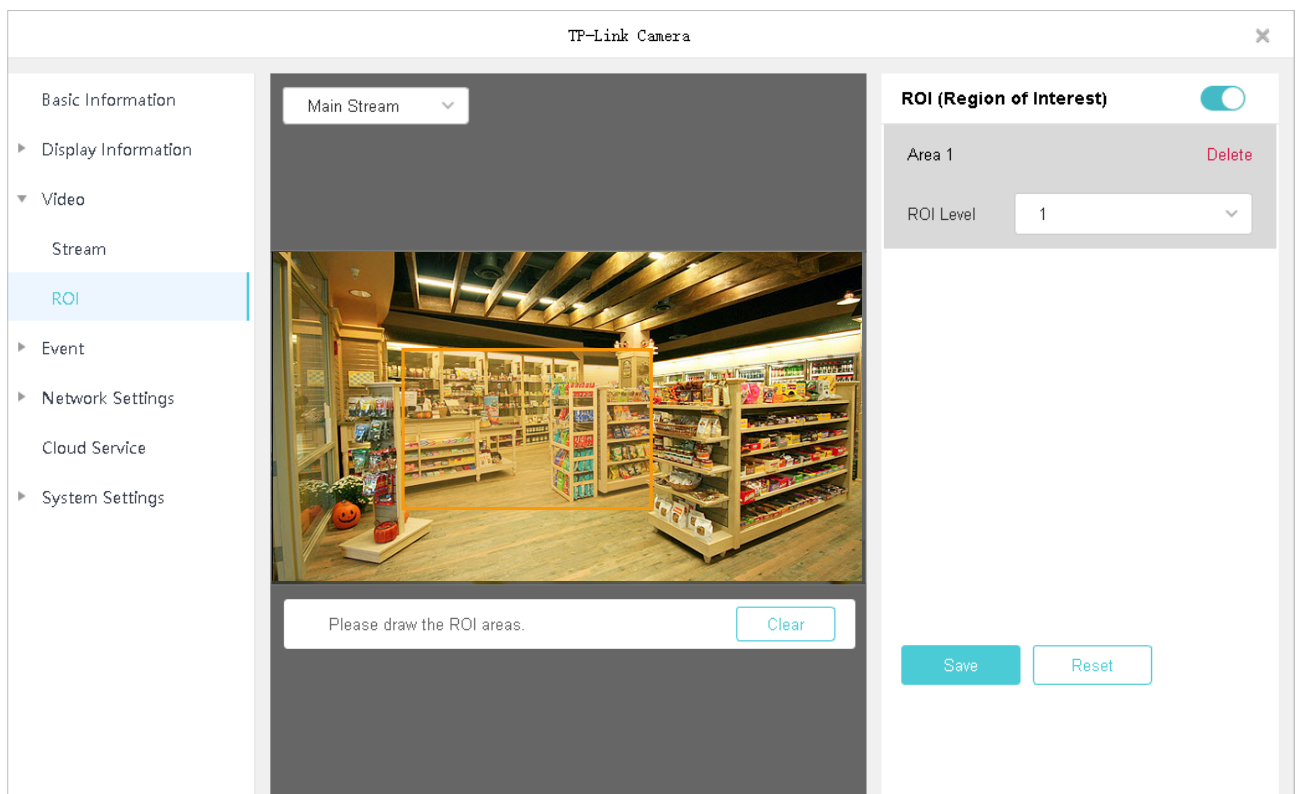 TP-Link Camera
Basic Information
Display Information
Video
Stream
ROI
Event
Network Settings
Cloud Service
System Settings
Main Stream
Please draw the ROI areas.
Clear
ROI (Region of Interest)
Area 1 Delete
ROI Level 1
Save Reset